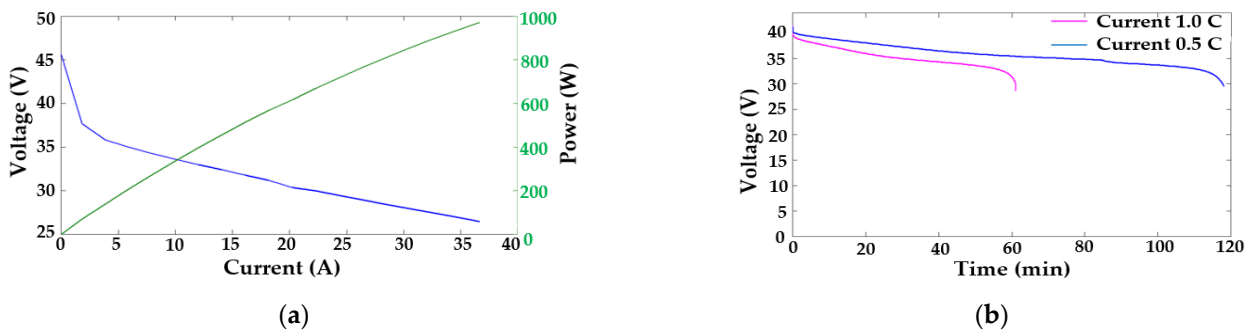 50
45
40
35
30
25
Voltage (V)
0 5 10 15 20 25 30 35 40
Current (A)
1000
800
600
400
200
0
Power (W)
(a)
40
35
30
25
20
15
10
5
0
Voltage (V)
Current 1.0 C
Current 0.5 C
0 20 40 60 80 100 120
Time (min)
(b)